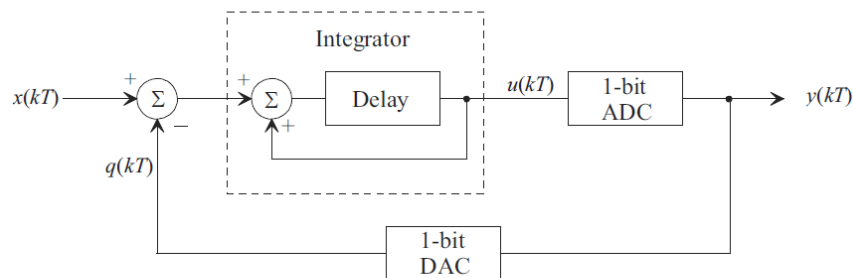 Integrator
+
x(kT)
Σ
−
+
Σ
+
Delay
u(kT)
1-bit
ADC
y(kT)
q(kT)
1-bit
DAC